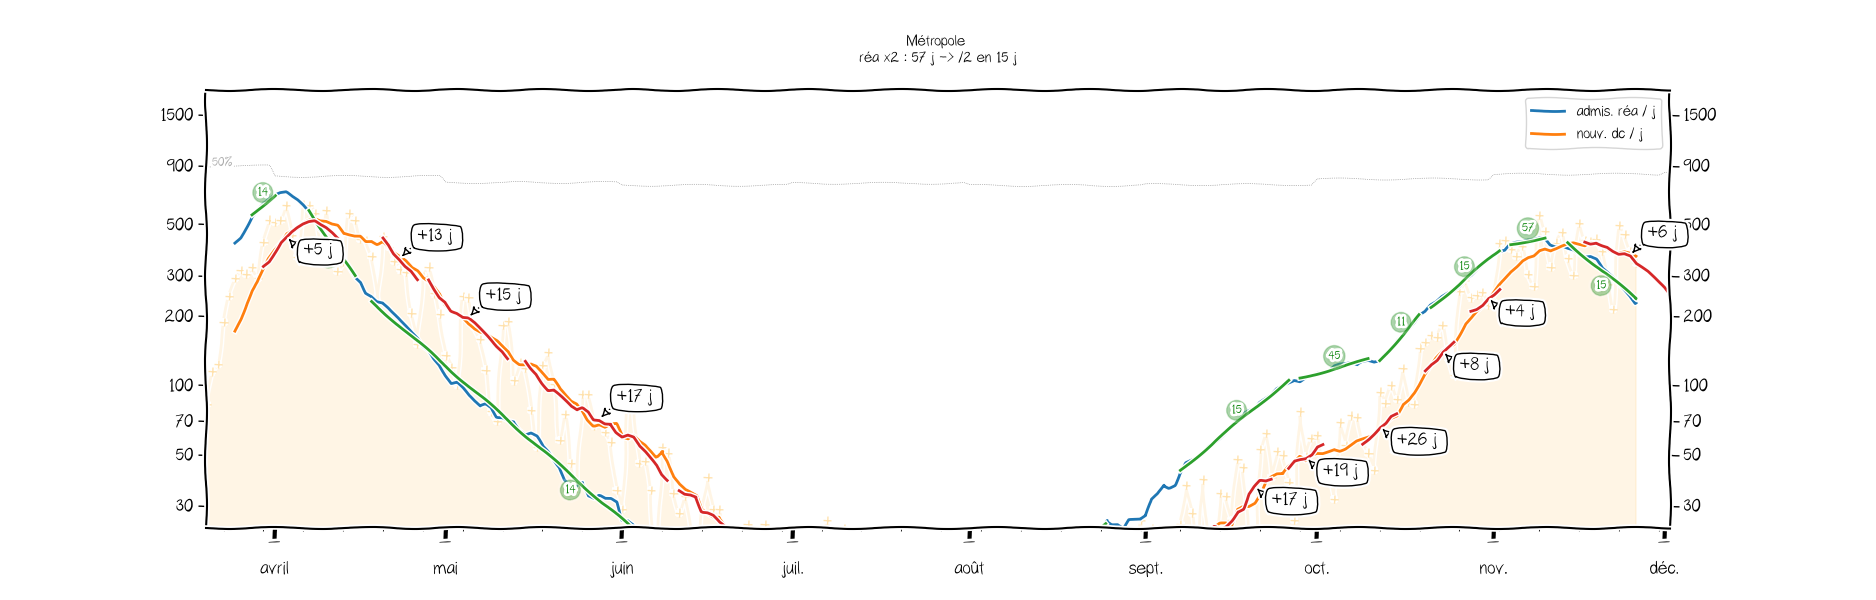 Métropole
réa x2 : 57 j -> /2 en 15 j
1500
900
500
300
200
100
70
50
30
50%
14
+5 j
+13 j
+15 j
+17 j
14
15
45
11
15
57
15
+17 j
+19 j
+26 j
+8 j
+4 j
+6 j
admis. réa / j
nouv. dc / j
1500
900
500
300
200
100
70
50
30
avril
mai
juin
juil.
août
sept.
oct.
nov.
déc.